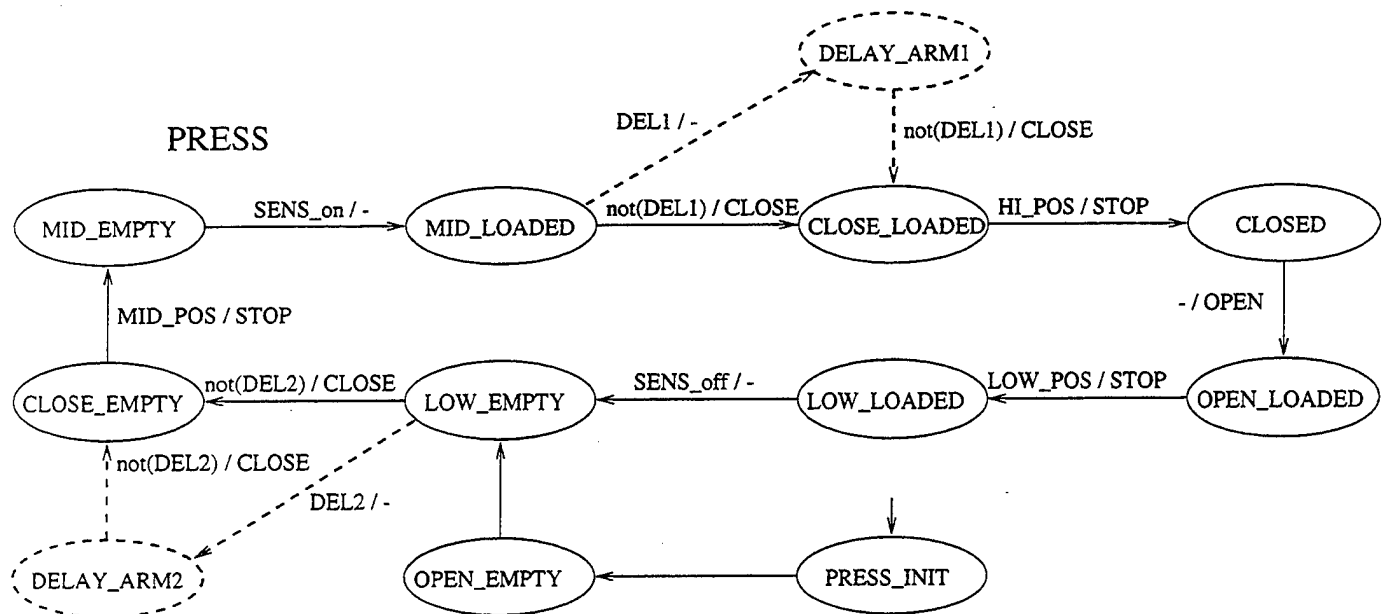 DELAY_ARM1
DEL1 / -
not(DEL1) / CLOSE
PRESS
MID_EMPTY
SENS_on / -
MID_LOADED
not(DEL1) / CLOSE
CLOSE_LOADED
HI_POS / STOP
CLOSED
MID_POS / STOP
- / OPEN
CLOSE_EMPTY
not(DEL2) / CLOSE
LOW_EMPTY
SENS_off / -
LOW_LOADED
LOW_POS / STOP
OPEN_LOADED
not(DEL2) / CLOSE
DEL2 / -
DELAY_ARM2
OPEN_EMPTY
PRESS_INIT